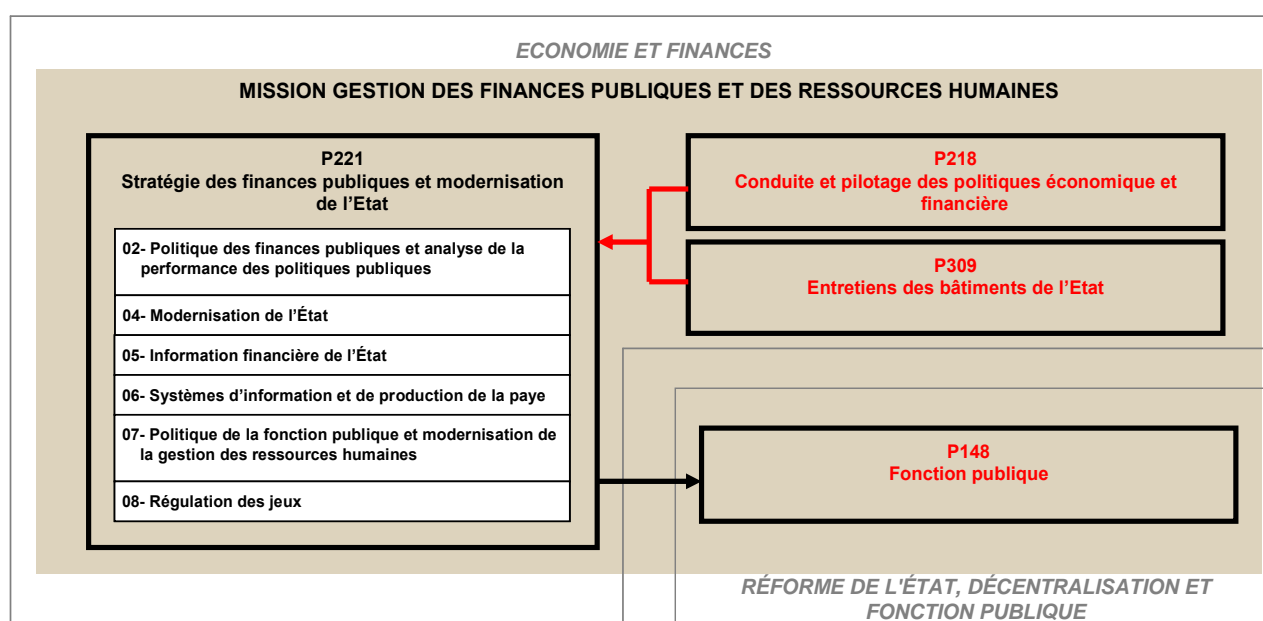 ECONOMIE ET FINANCES
MISSION GESTION DES FINANCES PUBLIQUES ET DES RESSOURCES HUMAINES
P221
Stratégie des finances publiques et modernisation
de l'Etat
02- Politique des finances publiques et analyse de la
performance des politiques publiques
04- Modernisation de l'État
05- Information financière de l'État
06- Systèmes d'information et de production de la paye
07- Politique de la fonction publique et modernisation de
la gestion des ressources humaines
08- Régulation des jeux
P218
Conduite et pilotage des politiques économique et
financière
P309
Entretiens des bâtiments de l'Etat
P148
Fonction publique
RÉFORME DE L'ÉTAT, DÉCENTRALISATION ET
FONCTION PUBLIQUE